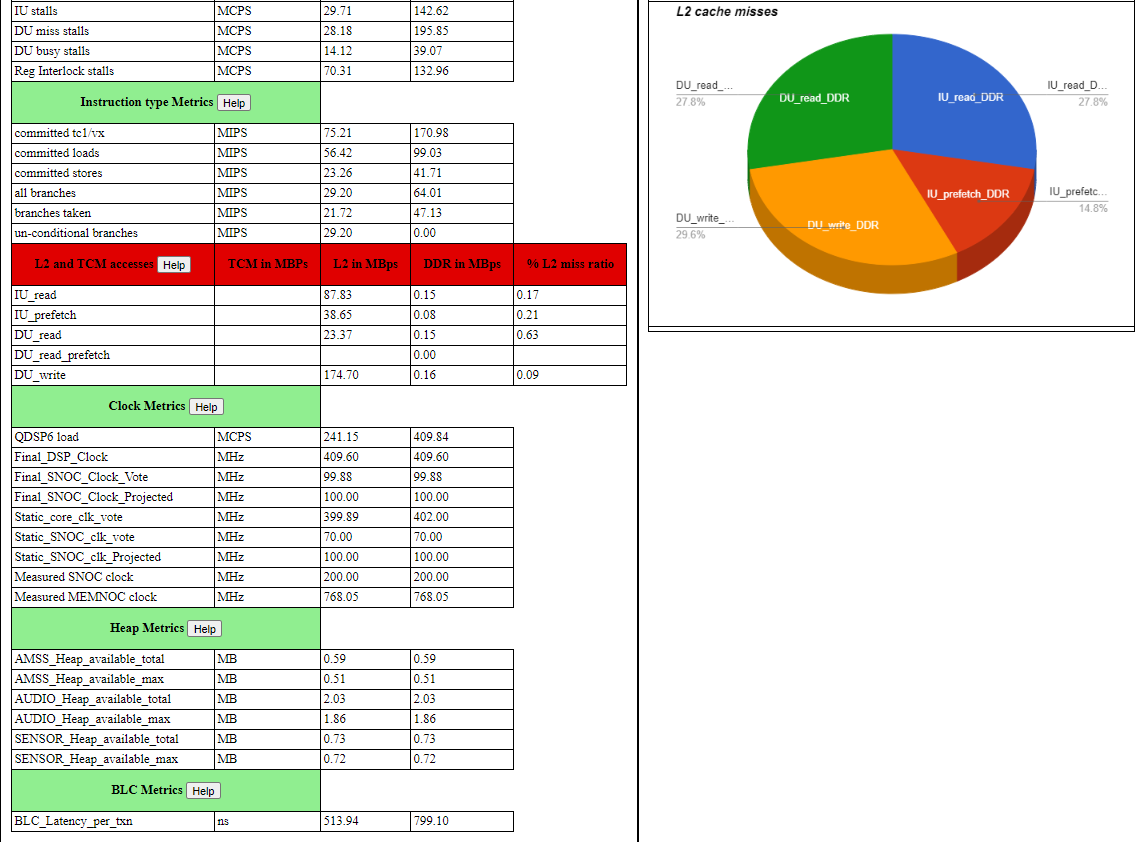 IU stalls MCPS 29.71 142.62
DU miss stalls MCPS 28.18 195.85
DU busy stalls MCPS 14.12 39.07
Reg Interlock stalls MCPS 70.31 132.96
Instruction type Metrics Help
committed tc1/vx MIPS 75.21 170.98
committed loads MIPS 56.42 99.03
committed stores MIPS 23.26 41.71
all branches MIPS 29.20 64.01
branches taken MIPS 21.72 47.13
un-conditional branches MIPS 29.20 0.00
L2 and TCM accesses Help TCM in MBPs L2 in MBps DDR in MBps % L2 miss ratio
IU_read 87.83 0.15 0.17
IU_prefetch 38.65 0.08 0.21
DU_read 23.37 0.15 0.63
DU_read_prefetch 0.00
DU_write 174.70 0.16 0.09
Clock Metrics Help
QDSP6 load MCPS 241.15 409.84
Final_DSP_Clock MHz 409.60 409.60
Final_SNOC_Clock_Vote MHz 99.88 99.88
Final_SNOC_Clock_Projected MHz 100.00 100.00
Static_core_clk_vote MHz 399.89 402.00
Static_SNOC_clk_vote MHz 70.00 70.00
Static_SNOC_clk_Projected MHz 100.00 100.00
Measured SNOC clock MHz 200.00 200.00
Measured MEMNOC clock MHz 768.05 768.05
Heap Metrics Help
AMSS_Heap_available_total MB 0.59 0.59
AMSS_Heap_available_max MB 0.51 0.51
AUDIO_Heap_available_total MB 2.03 2.03
AUDIO_Heap_available_max MB 1.86 1.86
SENSOR_Heap_available_total MB 0.73 0.73
SENSOR_Heap_available_max MB 0.72 0.72
BLC Metrics Help
BLC_Latency_per_txn ns 513.94 799.10
L2 cache misses
DU_read_...
27.8%
DU_read_DDR
IU_read_DDR
IU_read_D...
27.8%
IU_prefetch_DDR
IU_prefetc...
14.8%
DU_write_...
29.6%
DU_write_DDR